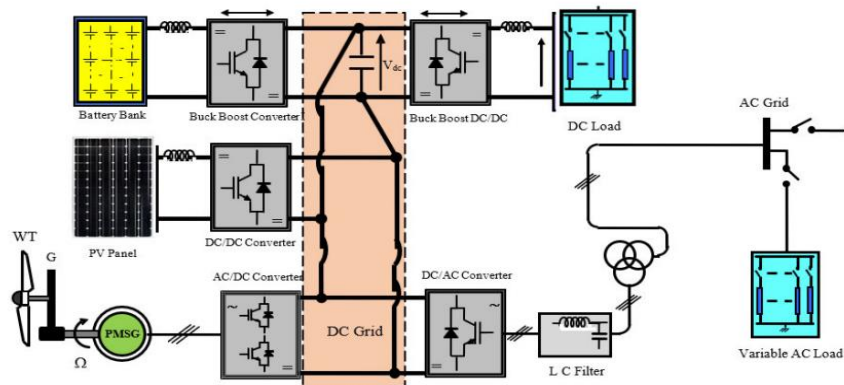 V dc
Battery Bank
Buck Boost Converter
Buck Boost DC/DC
DC Load
AC Grid
PV Panel
DC/DC Converter
WT
G
AC/DC Converter
DC/AC Converter
DC Grid
PMSG
Ω
L C Filter
Variable AC Load